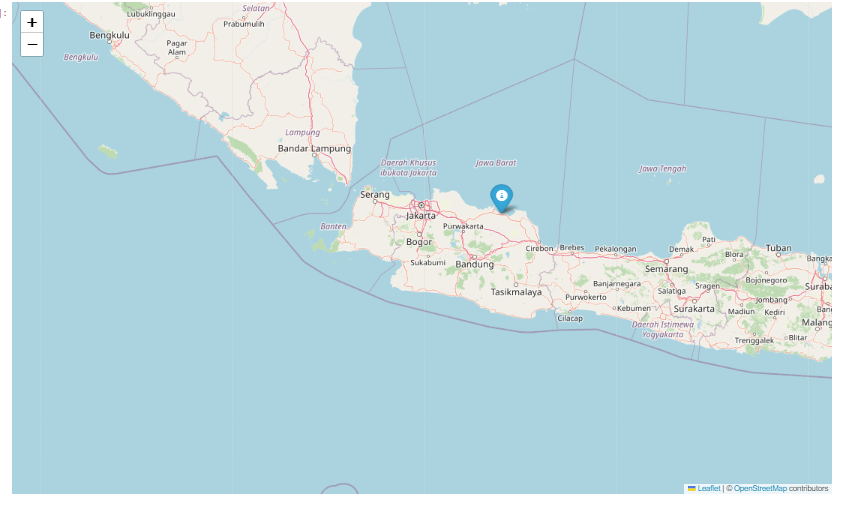 ]:
+
−
Lubuklinggau
Selatan
Prabumulih
Bengkulu
Pagar
Alam
Bengkulu
Lampung
Bandar Lampung
Daerah Khusus
Ibukota Jakarta
Jawa Barat
Jawa Tengah
Serang
Jakarta
Banten
Purwakarta
Bogor
Cirebon
Brebes
Pekalongan
Demak
Pati
Blora
Tuban
Sukabumi
Bandung
Semarang
Bangka
Bojonegoro
Tasikmalaya
Banjarnegara
Salatiga
Sragen
Suraba
Purwokerto
Kebumen
Surakarta
Jombang
Madiun
Kediri
Ban
Cilacap
Daerah Istimewa
Yogyakarta
Malang
Trenggalek
Blitar
Leaflet | © OpenStreetMap contributors